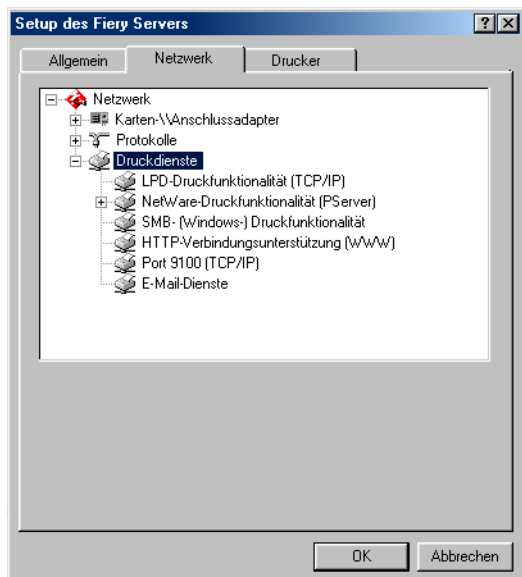 Setup des Fiery Servers
Allgemein Netzwerk Drucker
Netzwerk
Karten-\\Anschlussadapter
Protokolle
Druckdienste
LPD-Druckfunktionalität (TCP/IP)
NetWare-Druckfunktionalität (PServer)
SMB- (Windows-) Druckfunktionalität
HTTP-Verbindungsunterstützung (WWW)
Port 9100 (TCP/IP)
E-Mail-Dienste
OK Abbrechen